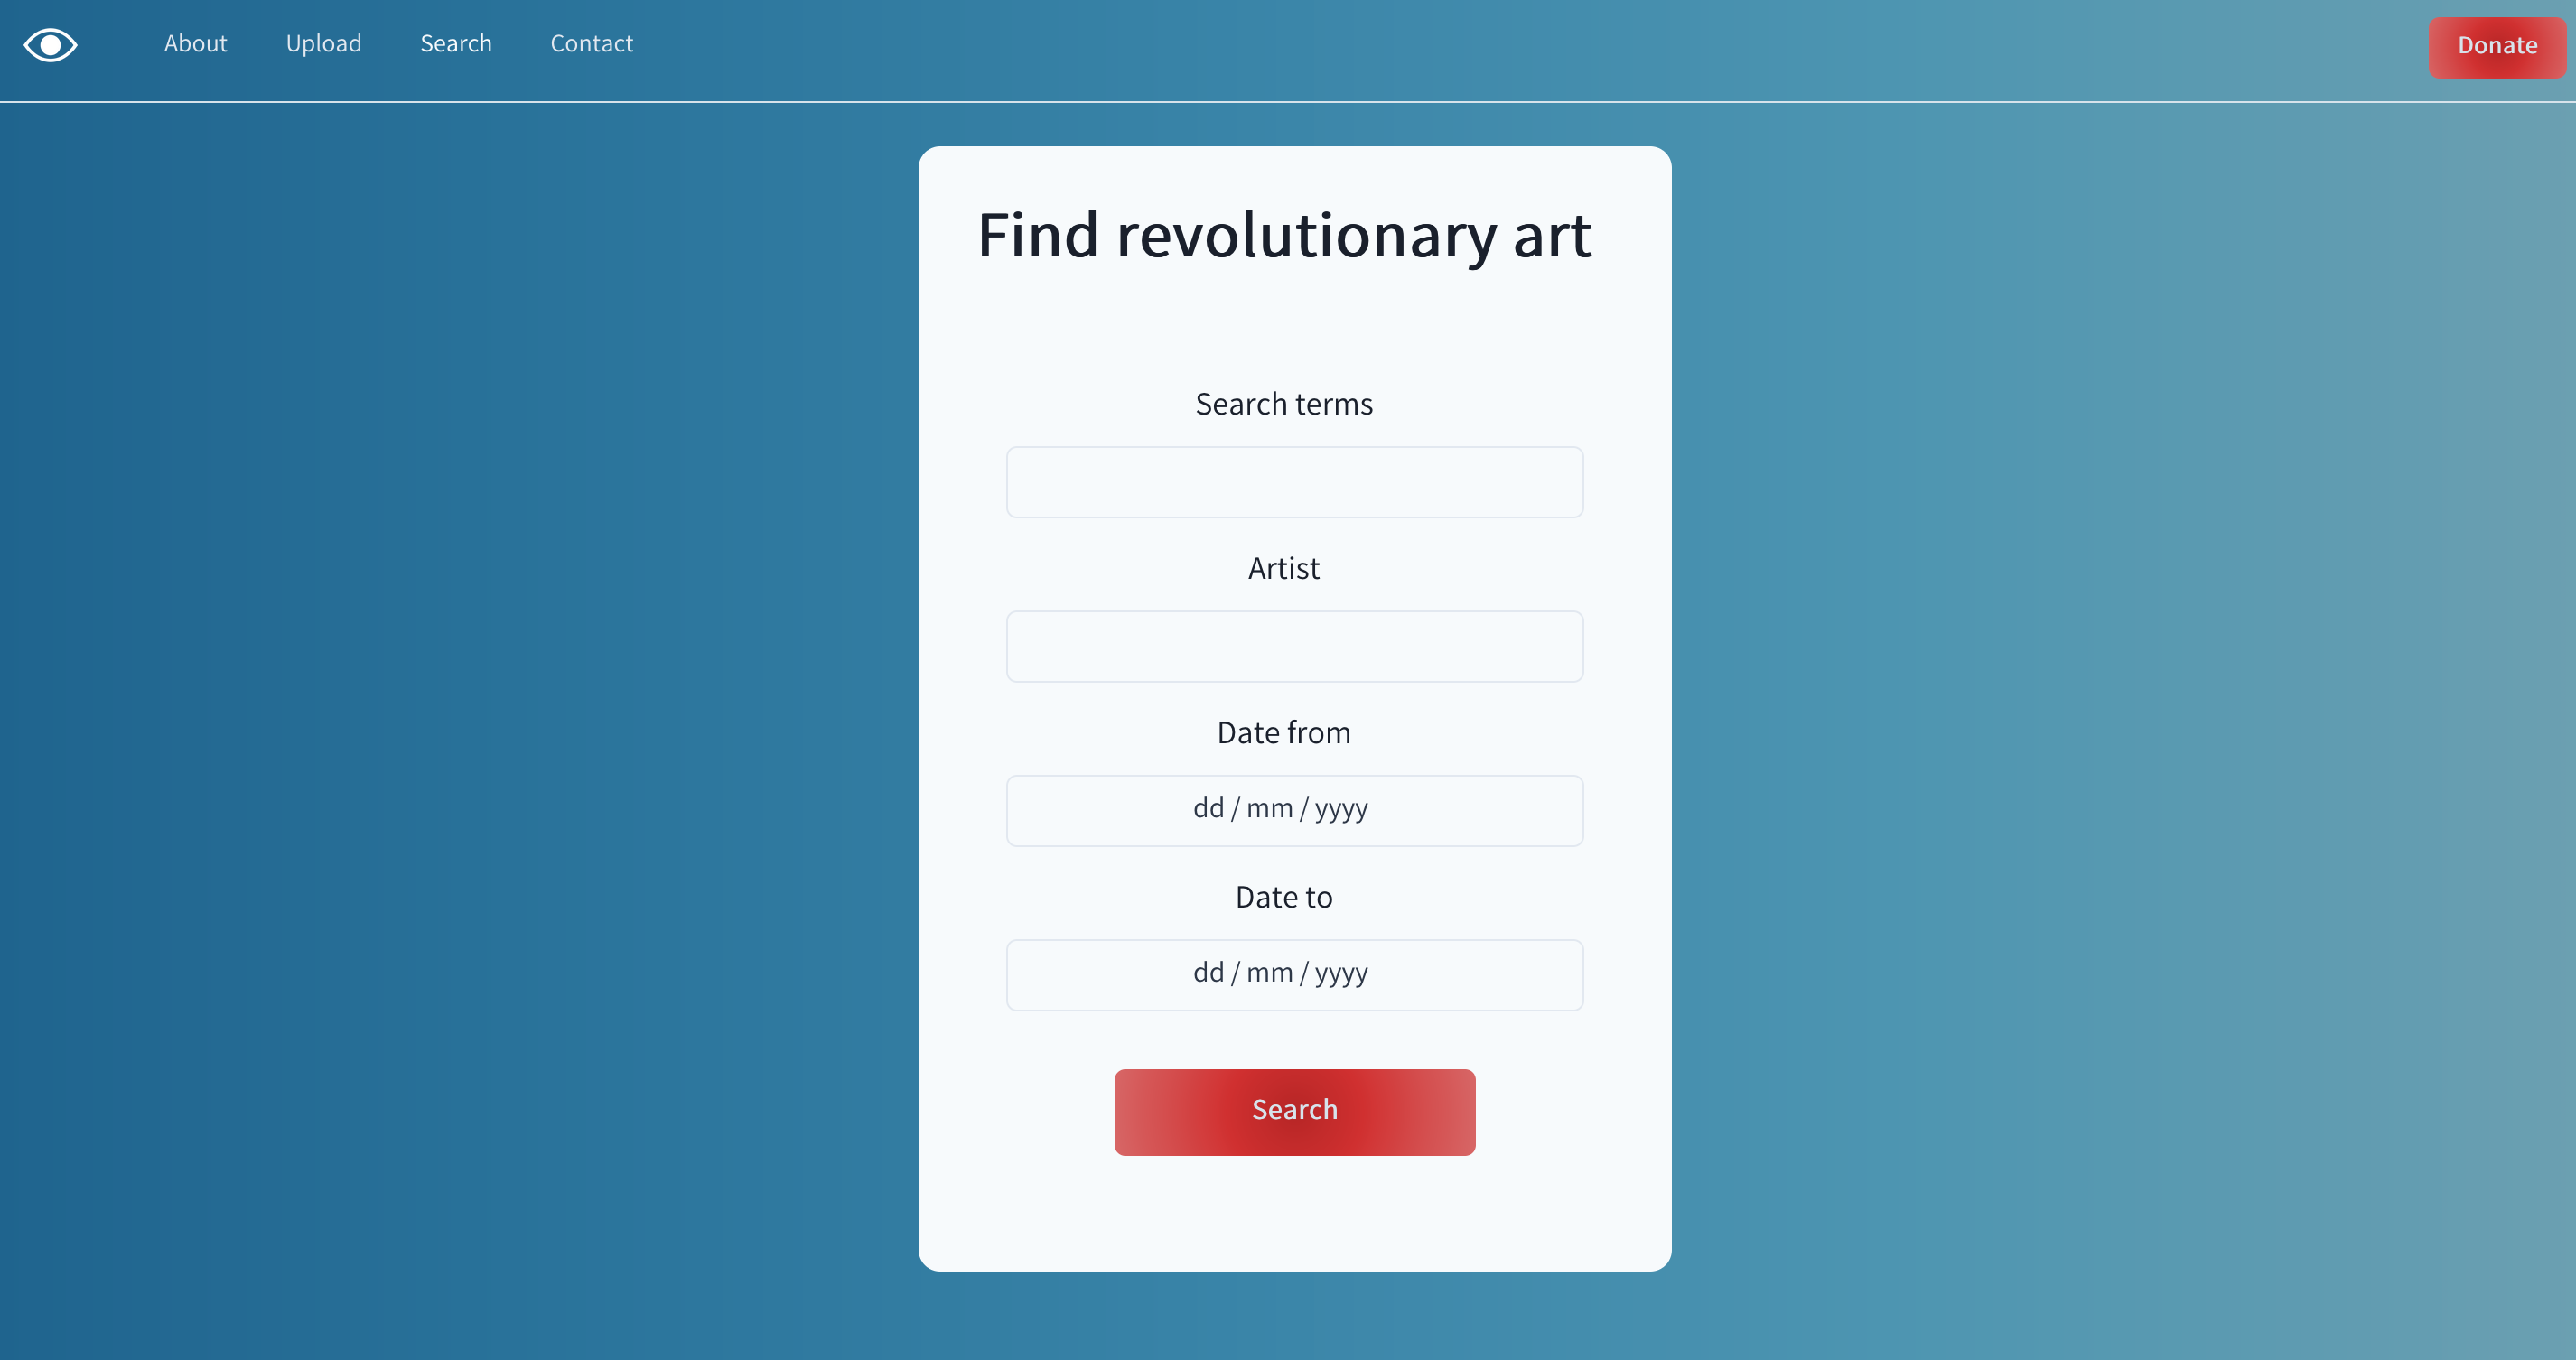 About Upload Search Contact Donate
Find revolutionary art
Search terms
Artist
Date from
dd / mm / yyyy
Date to
dd / mm / yyyy
Search